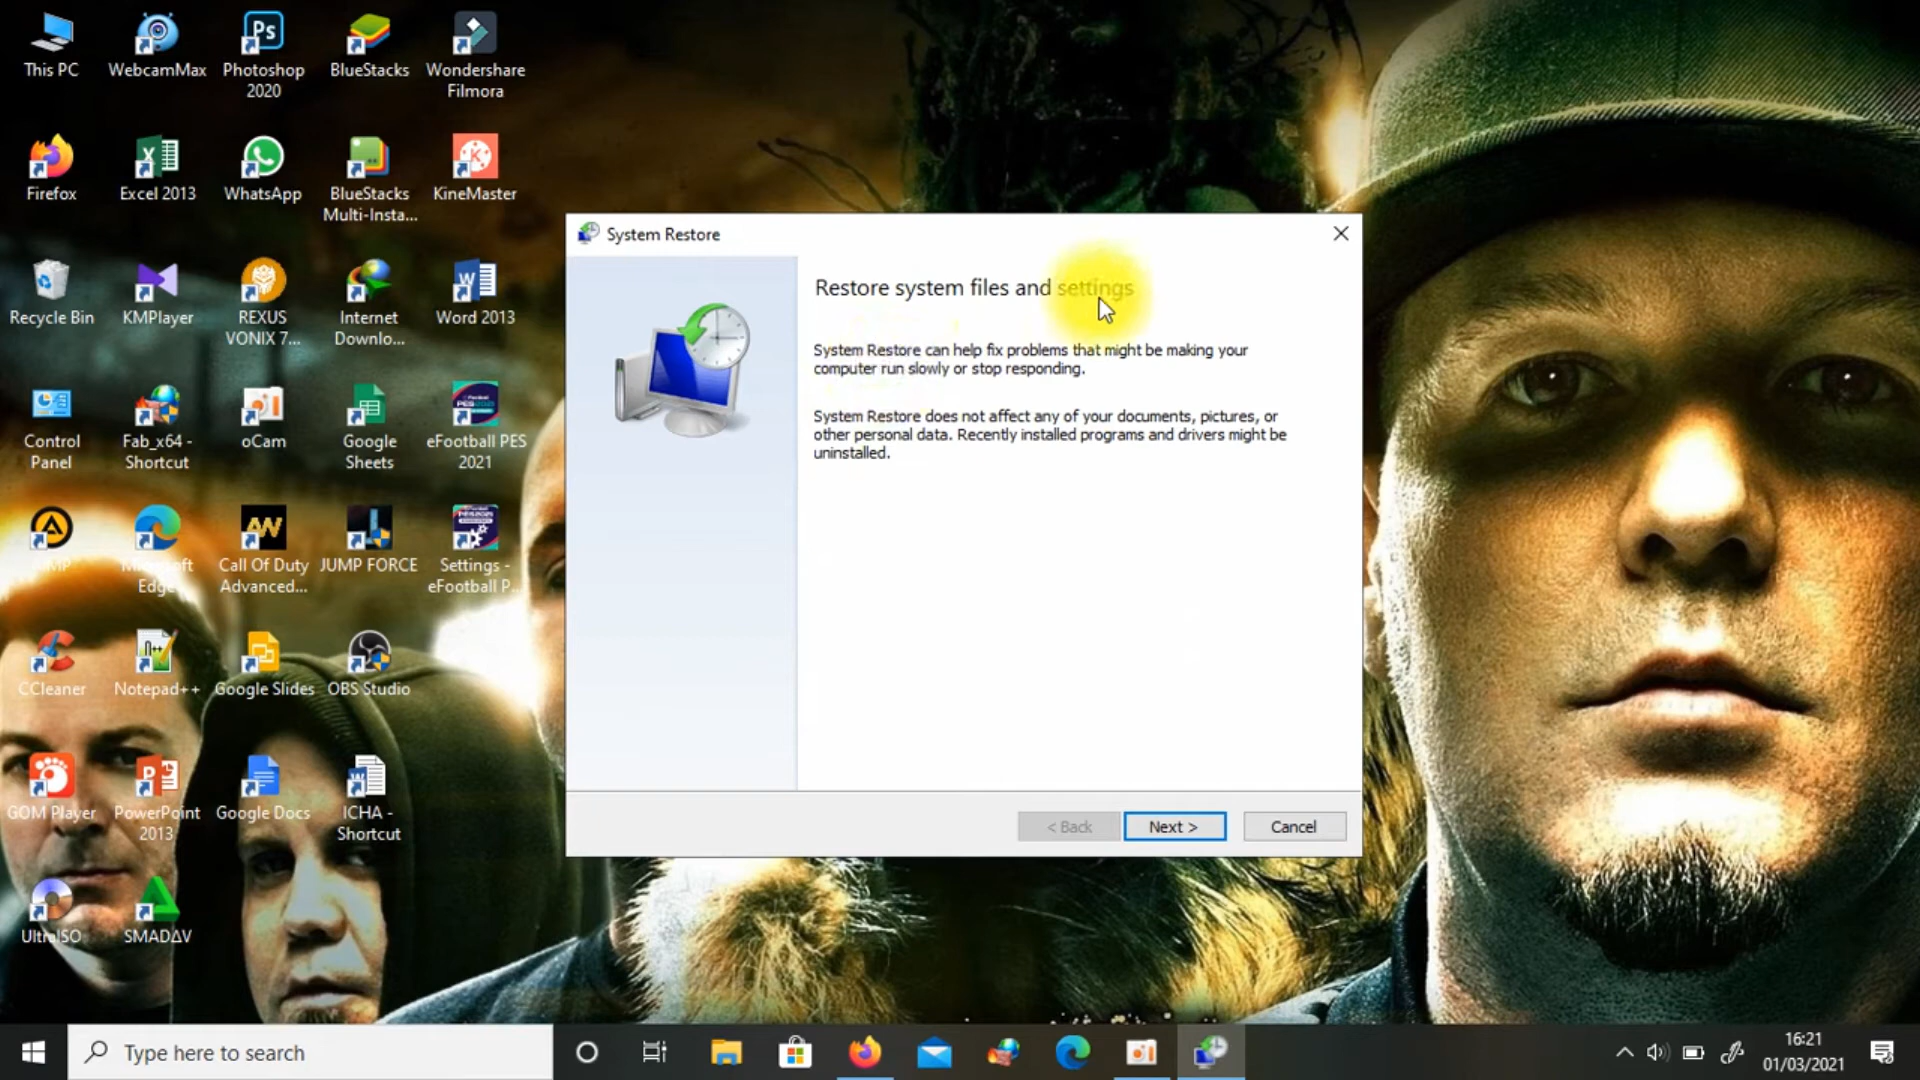 This PC
WebcamMax
Photoshop
2020
BlueStacks
Wondershare
Filmora
Firefox
Excel 2013
WhatsApp
BlueStacks
Multi-Insta...
KineMaster
Recycle Bin
KMPlayer
REXUS
VONIX 7...
Internet
Downlo...
Word 2013
Control
Panel
Fab_x64 -
Shortcut
oCam
Google
Sheets
eFootball PES
2021
Microsoft
Edge
Call Of Duty
Advanced...
JUMP FORCE
Settings -
eFootball P...
CCleaner
Notepad++
Google Slides
OBS Studio
GOM Player
PowerPoint
2013
Google Docs
ICHA -
Shortcut
UltraISO
SMADΔV
System Restore
Restore system files and settings
System Restore can help fix problems that might be making your
computer run slowly or stop responding.
System Restore does not affect any of your documents, pictures, or
other personal data. Recently installed programs and drivers might be
uninstalled.
< Back
Next >
Cancel
Type here to search
16:21
01/03/2021